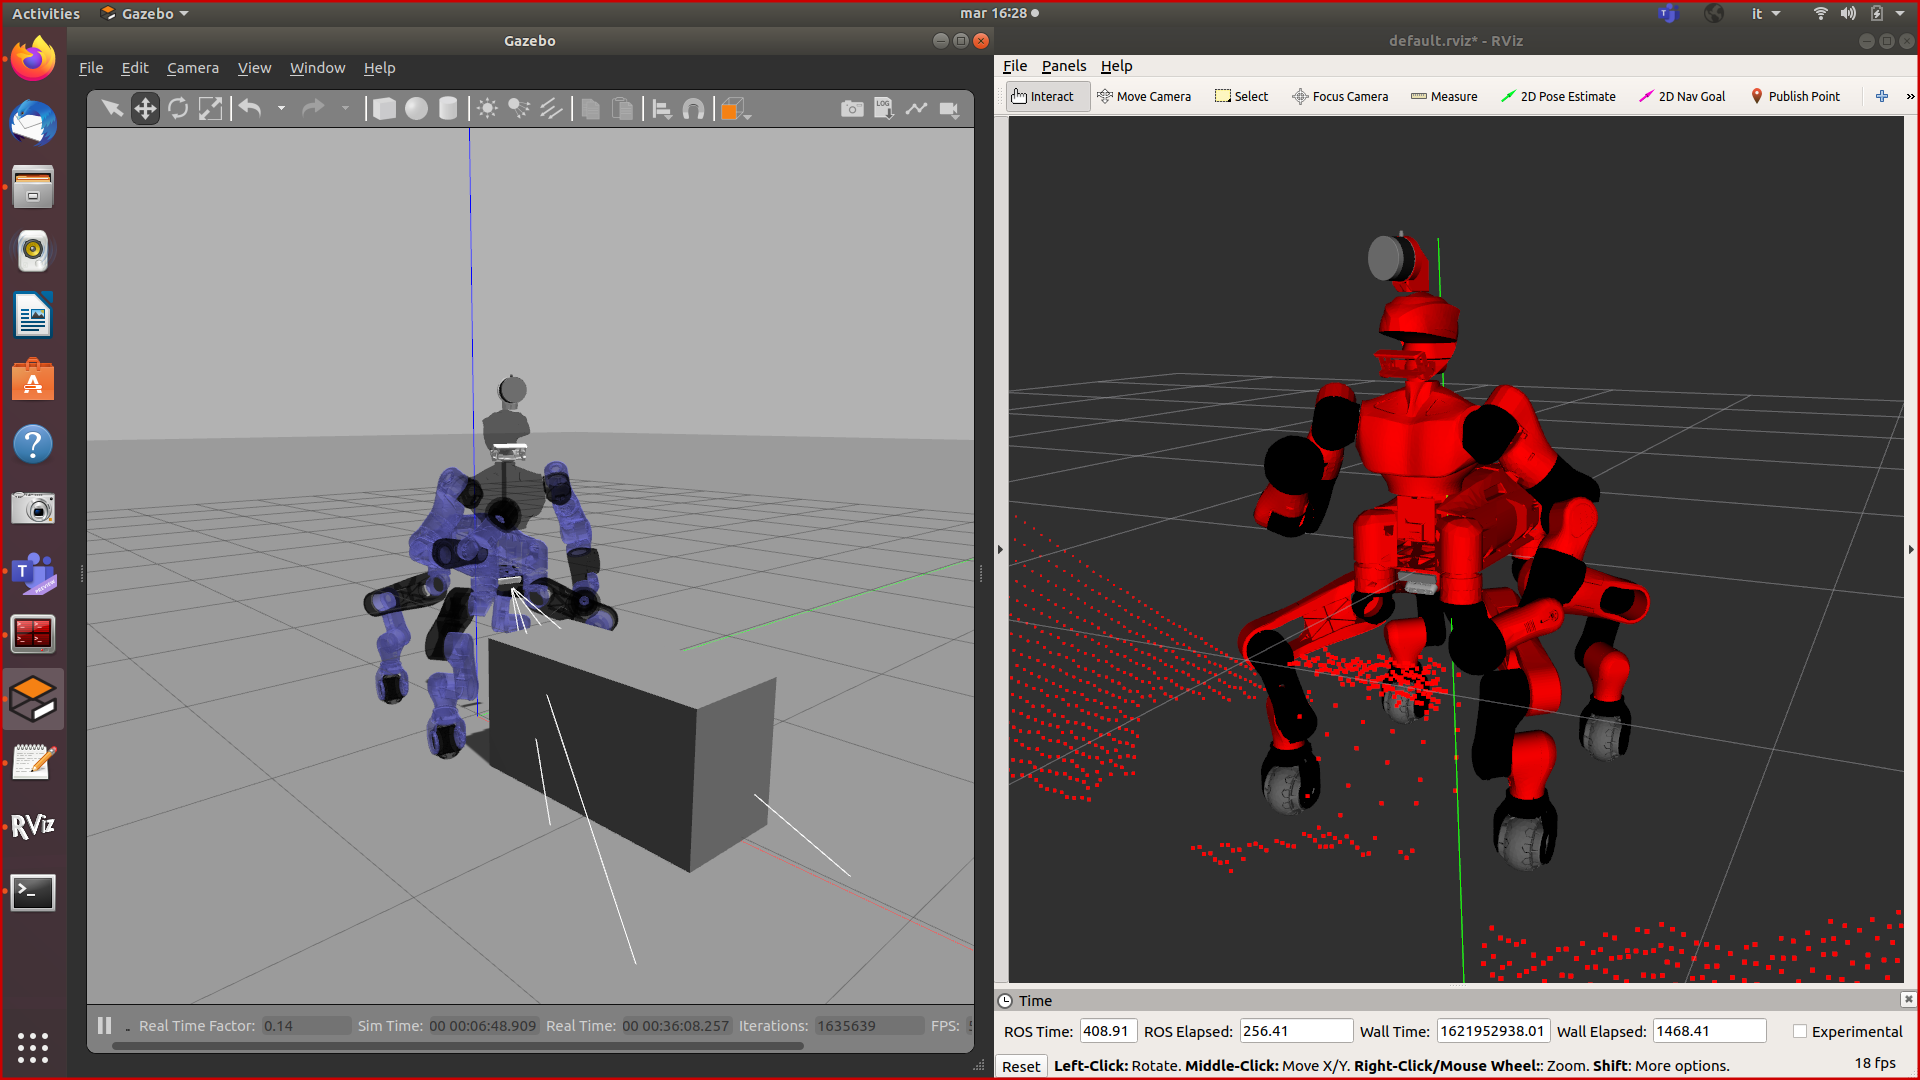 Activities Gazebo mar 16:28 it
Gazebo
File Edit Camera View Window Help
LOG
default.rviz* - RViz
File Panels Help
Interact Move Camera Select Focus Camera Measure 2D Pose Estimate 2D Nav Goal Publish Point »
T
PREVIEW
RViz
Real Time Factor: 0.14 Sim Time: 00 00:06:48.909 Real Time: 00 00:36:08.257 Iterations: 1635639 FPS:
Time
ROS Time: 408.91 ROS Elapsed: 256.41 Wall Time: 1621952938.01 Wall Elapsed: 1468.41 Experimental
Reset Left-Click: Rotate. Middle-Click: Move X/Y. Right-Click/Mouse Wheel:: Zoom. Shift: More options. 18 fps